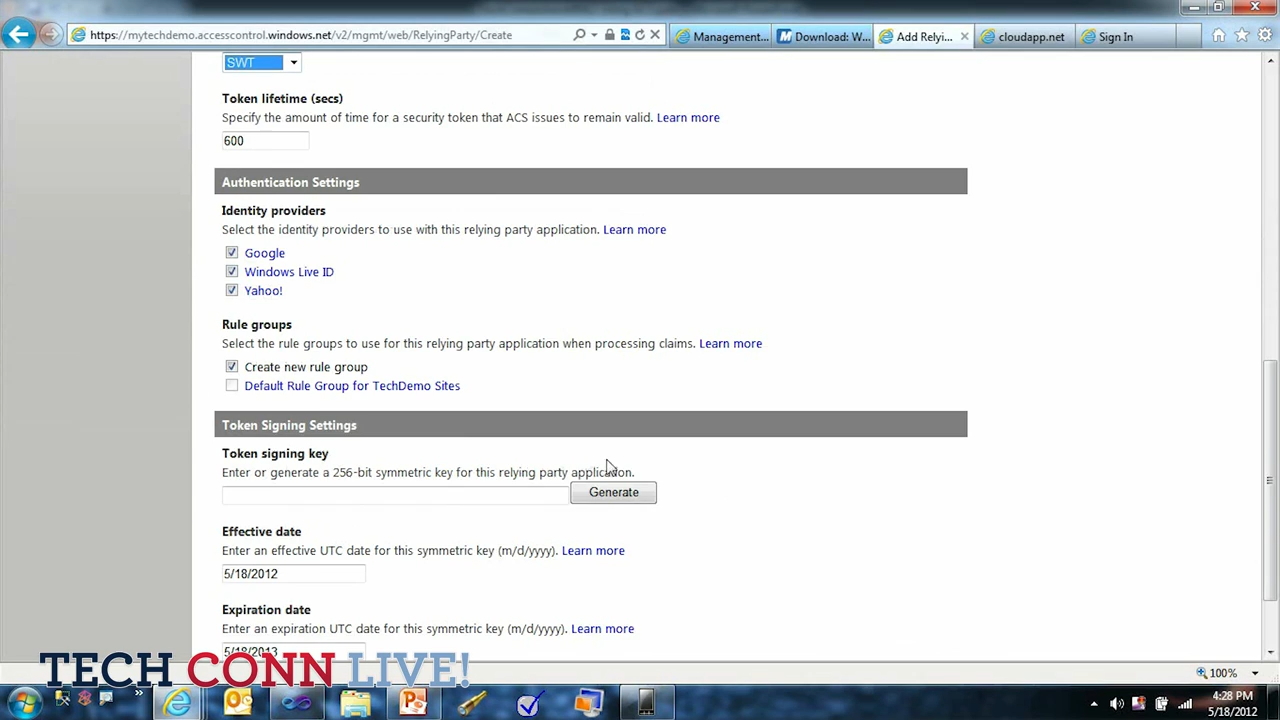 https://mytechdemo.accesscontrol.windows.net/v2/mgmt/web/RelyingParty/Create
Management...
Download: W...
Add Relyi...
cloudapp.net
Sign In
SWT
Token lifetime (secs)
Specify the amount of time for a security token that ACS issues to remain valid. Learn more
600
Authentication Settings
Identity providers
Select the identity providers to use with this relying party application. Learn more
Google
Windows Live ID
Yahoo!
Rule groups
Select the rule groups to use for this relying party application when processing claims. Learn more
Create new rule group
Default Rule Group for TechDemo Sites
Token Signing Settings
Token signing key
Enter or generate a 256-bit symmetric key for this relying party application.
Generate
Effective date
Enter an effective UTC date for this symmetric key (m/d/yyyy). Learn more
5/18/2012
Expiration date
Enter an expiration UTC date for this symmetric key (m/d/yyyy). Learn more
5/18/2013
TECH CONN LIVE!
100%
4:28 PM
5/18/2012